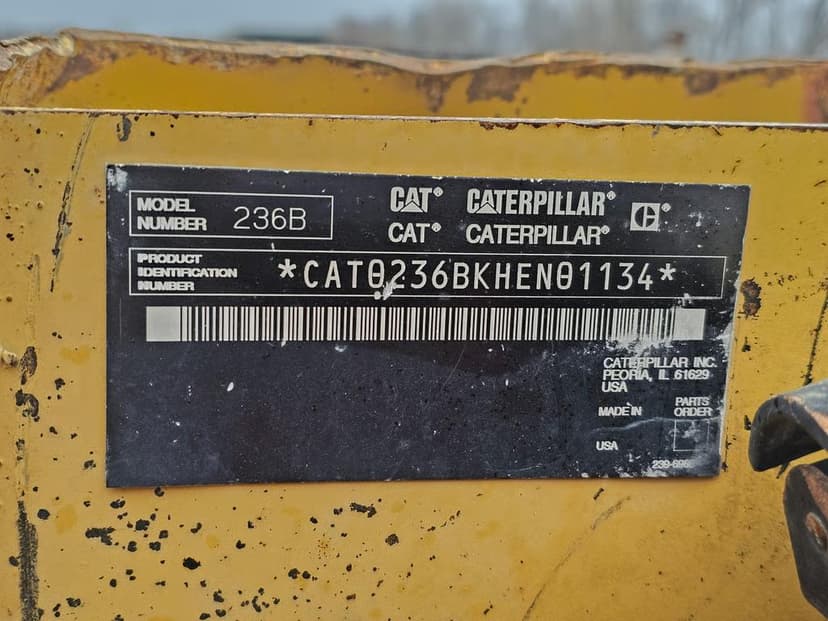 MODEL
NUMBER 236B
CAT® CATERPILLAR®
CAT® CATERPILLAR®
PRODUCT
IDENTIFICATION
NUMBER
*CAT0236BKHEN01134*
CATERPILLAR INC.
PEORIA, IL 61629
USA
MADE IN
PARTS
ORDER
USA